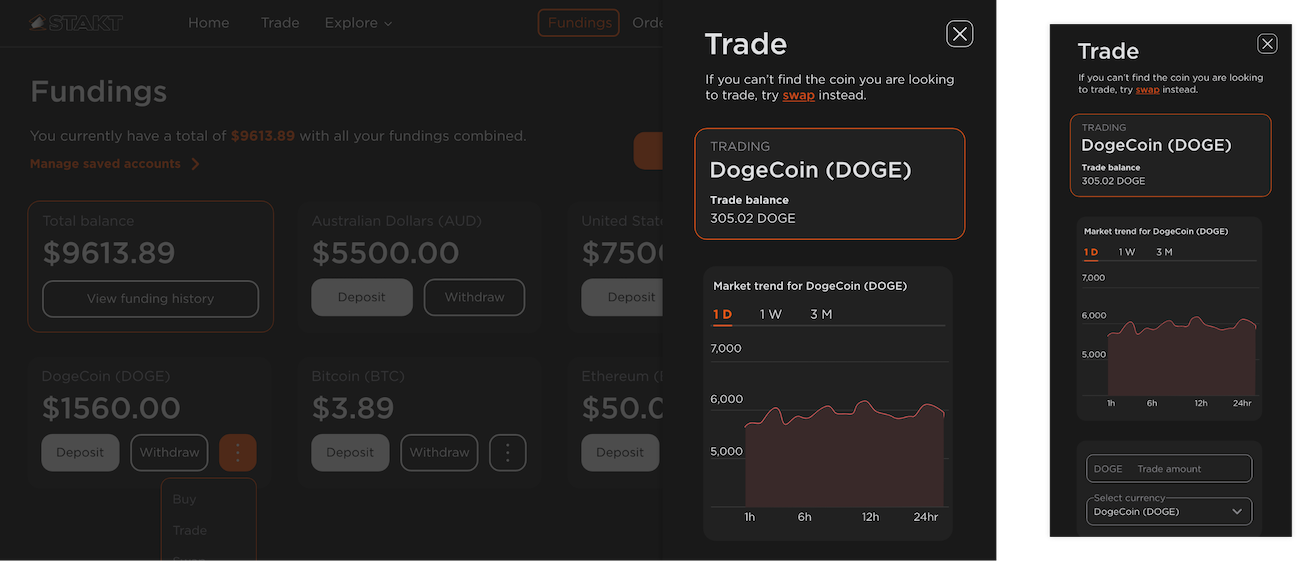 STAKT
Home Trade Explore Fundings Orde
Fundings
You currently have a total of $9613.89 with all your fundings combined.
Manage saved accounts
Total balance
$9613.89
View funding history
Australian Dollars (AUD)
$5500.00
Deposit Withdraw
United State
$7500
Deposit
DogeCoin (DOGE)
$1560.00
Deposit Withdraw
Buy
Trade
Bitcoin (BTC)
$3.89
Deposit Withdraw
Ethereum (E
$50.0
Deposit
Trade
If you can't find the coin you are looking
to trade, try swap instead.
TRADING
DogeCoin (DOGE)
Trade balance
305.02 DOGE
Market trend for DogeCoin (DOGE)
1 D 1 W 3 M
7,000
6,000
5,000
1h 6h 12h 24hr
Trade
If you can't find the coin you are looking
to trade, try swap instead.
TRADING
DogeCoin (DOGE)
Trade balance
305.02 DOGE
Market trend for DogeCoin (DOGE)
1 D 1 W 3 M
7,000
6,000
5,000
1h 6h 12h 24hr
DOGE Trade amount
Select currency
DogeCoin (DOGE)